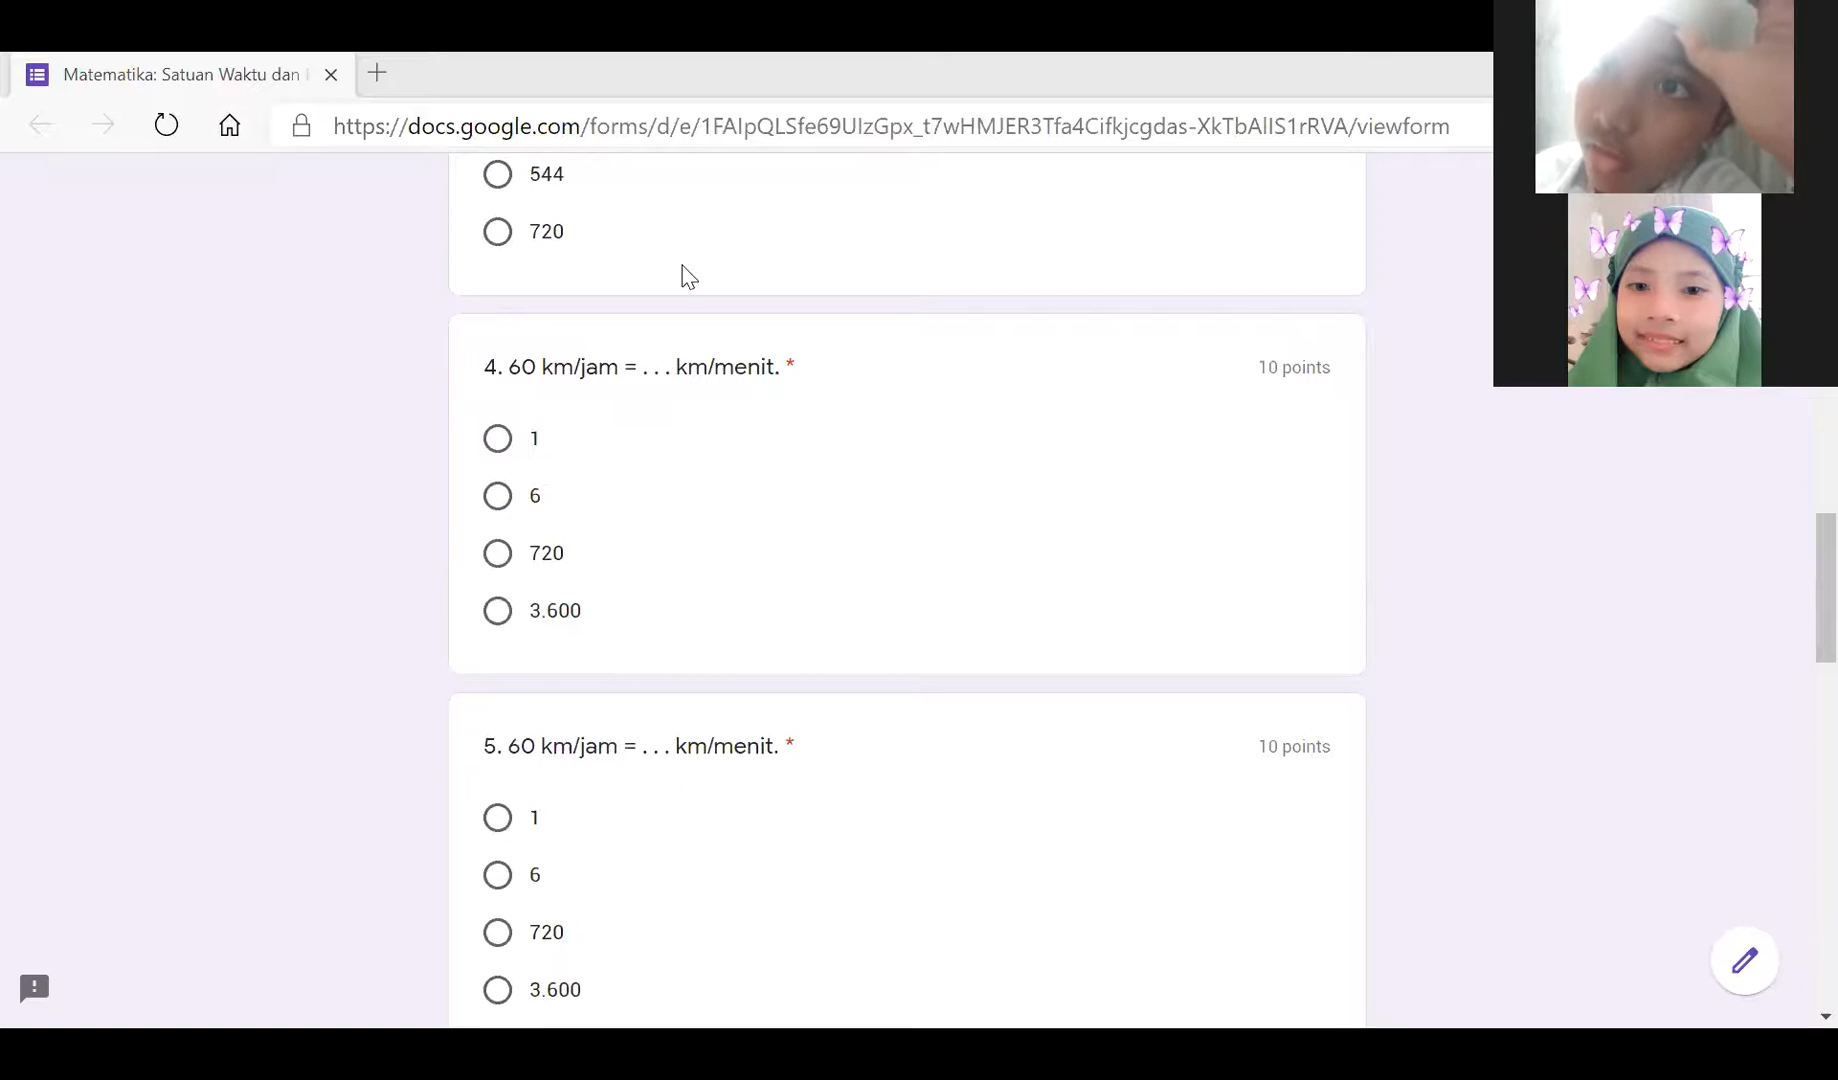 Matematika: Satuan Waktu dan
https://docs.google.com/forms/d/e/1FAIpQLSfe69UIzGpx_t7wHMJER3Tfa4Cifkjcgdas-XkTbAlIS1rRVA/viewform
544
720
4. 60 km/jam = . . . km/menit. * 10 points
1
6
720
3.600
5. 60 km/jam = . . . km/menit. * 10 points
1
6
720
3.600